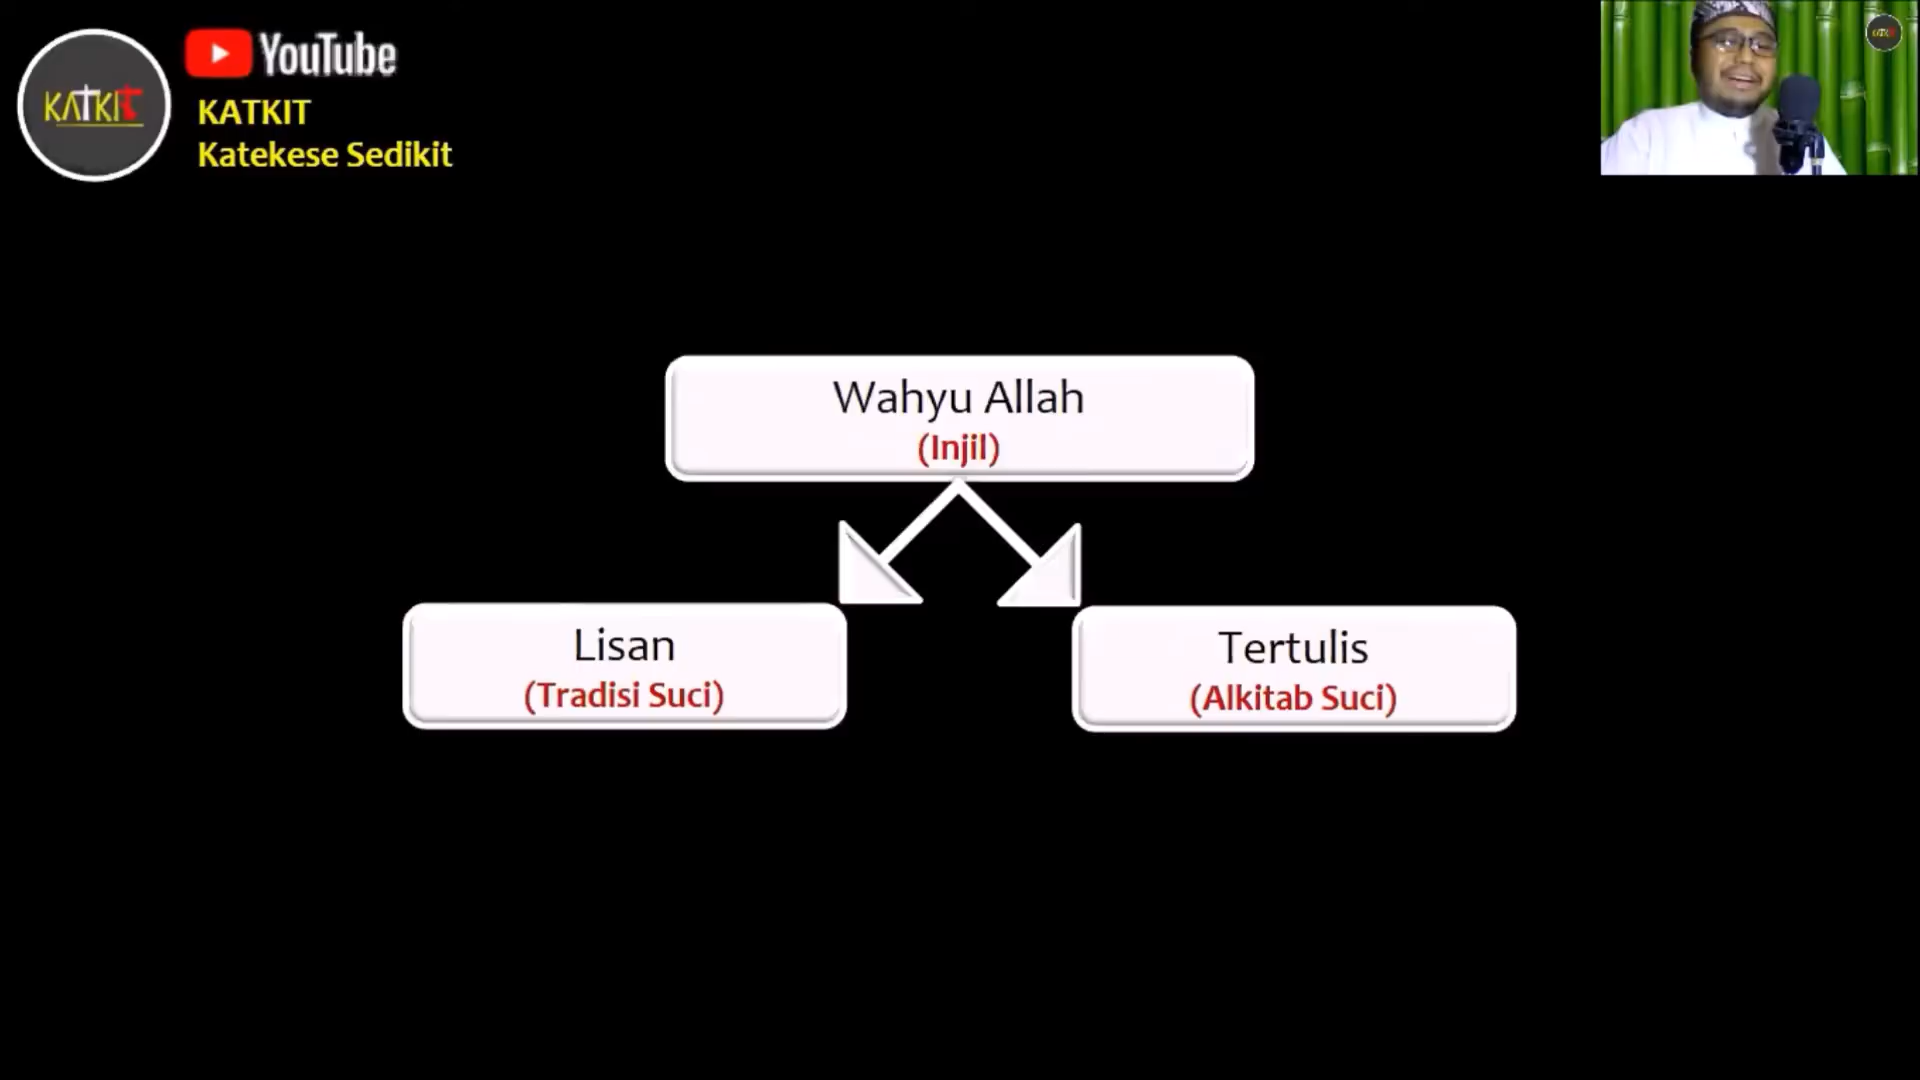 KATKIT
YouTube
KATKIT
Katekese Sedikit
Wahyu Allah
(Injil)
Lisan
(Tradisi Suci)
Tertulis
(Alkitab Suci)